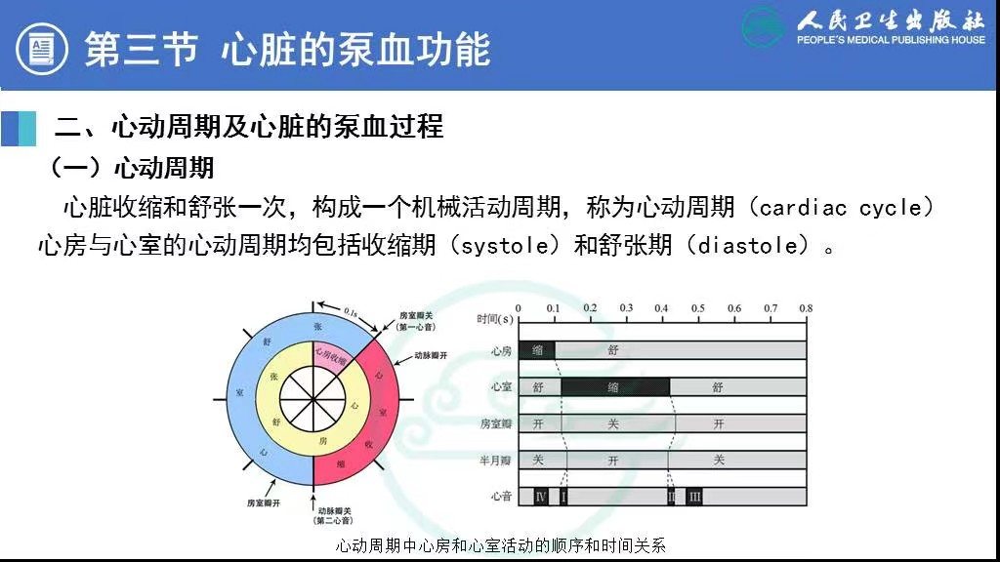 第三节 心脏的泵血功能
人民卫生出版社
PEOPLE'S MEDICAL PUBLISHING HOUSE
二、心动周期及心脏的泵血过程
（一）心动周期
心脏收缩和舒张一次，构成一个机械活动周期，称为心动周期（cardiac cycle）
心房与心室的心动周期均包括收缩期（systole）和舒张期（diastole）。
0.1s
房室瓣关
(第一心音)
动脉瓣开
心室舒张
心房收缩
心室收缩
心房舒张
房室瓣开
动脉瓣关
(第二心音)
时间(s) 0 0.1 0.2 0.3 0.4 0.5 0.6 0.7 0.8
心房 缩 舒
心室 舒 缩 舒
房室瓣 开 关 开
半月瓣 关 开 关
心音 Ⅳ Ⅰ Ⅱ Ⅲ
心动周期中心房和心室活动的顺序和时间关系